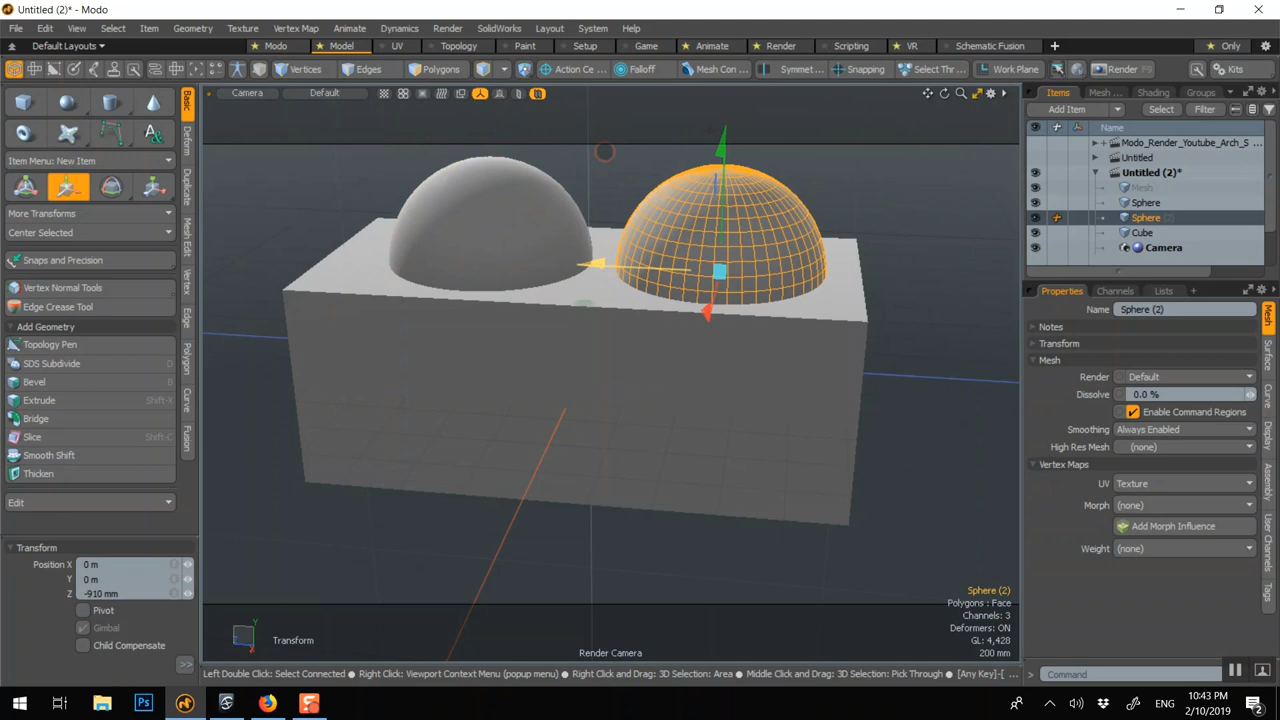 Untitled (2)* - Modo
File Edit View Select Item Geometry Texture Vertex Map Animate Dynamics Render SolidWorks Layout System Help
Default Layouts Modo Model UV Topology Paint Setup Game Animate Render Scripting VR Schematic Fusion Only
Vertices Edges Polygons Action Ce ... Falloff Mesh Con ... Symmet ... Snapping Select Thr ... Work Plane Render F9 Kits
Camera Default
Items Mesh ... Shading Groups
Add Item Select Filter
Name
Modo_Render_Youtube_Arch_S ...
Untitled
Untitled (2)*
Mesh
Sphere
Sphere (2)
Cube
Camera
Basic
Deform
Duplicate
Mesh Edit
Vertex
Edge
Polygon
Curve
Fusion
Item Menu: New Item
More Transforms
Center Selected
Snaps and Precision
Vertex Normal Tools
Edge Crease Tool
Add Geometry
Topology Pen
SDS Subdivide D
Bevel B
Extrude Shift-X
Bridge
Slice Shift-C
Smooth Shift
Thicken
Edit
Transform
Position X 0 m
Y 0 m
Z -910 mm
Pivot
Gimbal
Child Compensate
>>
Properties Channels Lists +
Name Sphere (2)
Notes
Transform
Mesh
Render Default
Dissolve 0.0 %
Enable Command Regions
Smoothing Always Enabled
High Res Mesh (none)
Vertex Maps
UV Texture
Morph (none)
Add Morph Influence
Weight (none)
Mesh
Surface
Curve
Display
Assembly
User Channels
Tags
Sphere (2)
Polygons : Face
Channels: 3
Deformers: ON
GL: 4,428
200 mm
Y
Transform
Render Camera
Left Double Click: Select Connected ● Right Click: Viewport Context Menu (popup menu) ● Right Click and Drag: 3D Selection: Area ● Middle Click and Drag: 3D Selection: Pick Through ● [Any Key]-[ ...
Command
Ps
ENG
10:43 PM
2/10/2019
2